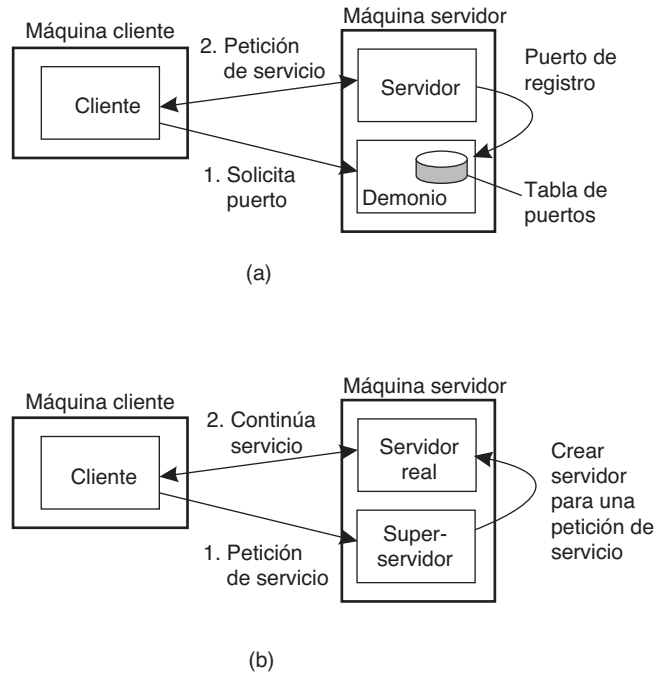 Máquina cliente
Máquina servidor
Cliente
2. Petición
de servicio
Servidor
Puerto de
registro
1. Solicita
puerto
Demonio
Tabla de
puertos
(a)
Máquina cliente
Máquina servidor
Cliente
2. Continúa
servicio
Servidor
real
Crear
servidor
para una
petición de
servicio
1. Petición
de servicio
Super-
servidor
(b)